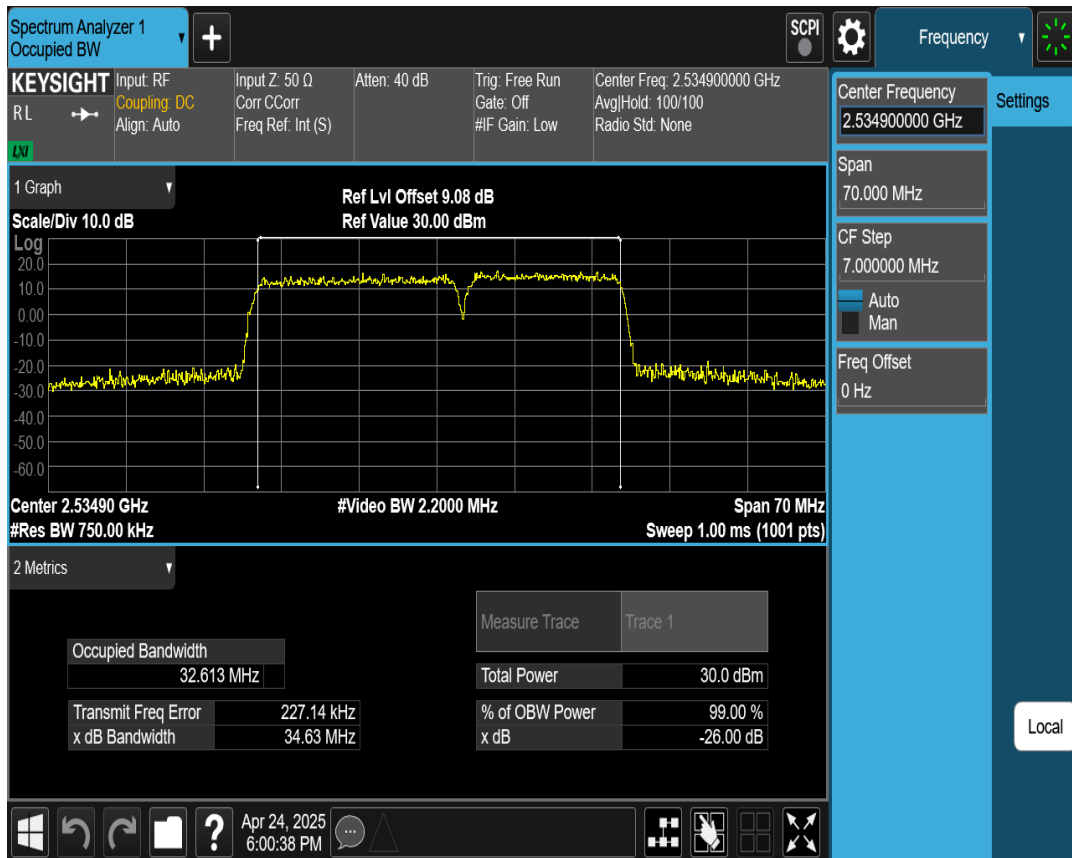 Spectrum Analyzer 1
Occupied BW
SCPI
Frequency
KEYSIGHT
RL
LXI
Input: RF
Coupling: DC
Align: Auto
Input Z: 50 Ω
Corr CCorr
Freq Ref: Int (S)
Atten: 40 dB
Trig: Free Run
Gate: Off
#IF Gain: Low
Center Freq: 2.534900000 GHz
Avg|Hold: 100/100
Radio Std: None
Center Frequency
2.534900000 GHz
Settings
Span
70.000 MHz
CF Step
7.000000 MHz
Auto
Man
Freq Offset
0 Hz
Local
1 Graph
Ref Lvl Offset 9.08 dB
Scale/Div 10.0 dB
Ref Value 30.00 dBm
Log
20.0
10.0
0.00
-10.0
-20.0
-30.0
-40.0
-50.0
-60.0
Center 2.53490 GHz
#Video BW 2.2000 MHz
Span 70 MHz
#Res BW 750.00 kHz
Sweep 1.00 ms (1001 pts)
2 Metrics
Measure Trace
Trace 1
Occupied Bandwidth
32.613 MHz
Total Power
30.0 dBm
Transmit Freq Error
227.14 kHz
% of OBW Power
99.00 %
x dB Bandwidth
34.63 MHz
x dB
-26.00 dB
?
Apr 24, 2025
6:00:38 PM